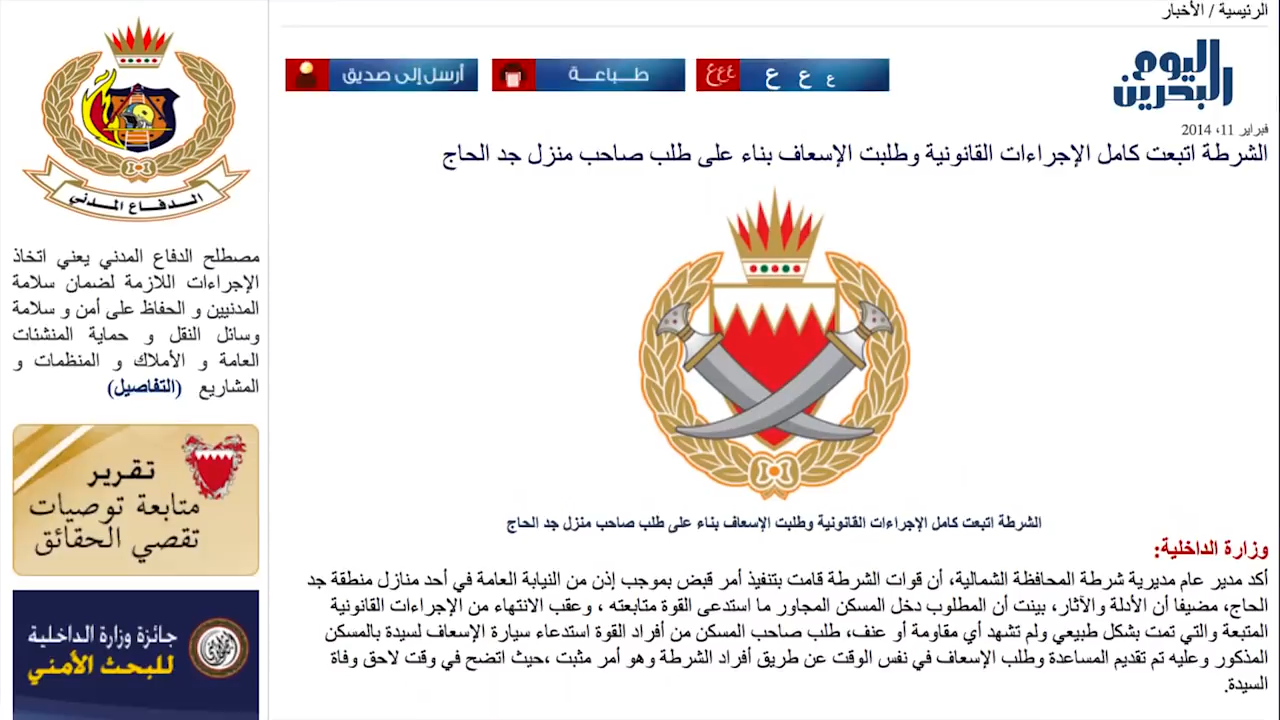 الرئيسية / الأخبار
اليوم
البحرين
ع ع ع
ععع
طـبـاعـة
أرسل إلى صديق
فبراير 11، 2014
الشرطة اتبعت كامل الإجراءات القانونية وطلبت الإسعاف بناء على طلب صاحب منزل جد الحاج
الشرطة اتبعت كامل الإجراءات القانونية وطلبت الإسعاف بناء على طلب صاحب منزل جد الحاج
وزارة الداخلية:
أكد مدير عام مديرية شرطة المحافظة الشمالية، أن قوات الشرطة قامت بتنفيذ أمر قبض بموجب إذن من النيابة العامة في أحد منازل منطقة جد
الحاج، مضيفا أن الأدلة والآثار، بينت أن المطلوب دخل المسكن المجاور ما استدعى القوة متابعته ، وعقب الانتهاء من الإجراءات القانونية
المتبعة والتي تمت بشكل طبيعي ولم تشهد أي مقاومة أو عنف، طلب صاحب المسكن من أفراد القوة استدعاء سيارة الإسعاف لسيدة بالمسكن
المذكور وعليه تم تقديم المساعدة وطلب الإسعاف في نفس الوقت عن طريق أفراد الشرطة وهو أمر مثبت ،حيث اتضح في وقت لاحق وفاة
السيدة.
الـدفـاع المـدني
مصطلح الدفاع المدني يعني اتخاذ
الإجراءات اللازمة لضمان سلامة
المدنيين و الحفاظ على أمن و سلامة
وسائل النقل و حماية المنشئات
العامة و الأملاك و المنظمات و
المشاريع (التفاصيل)
تقرير
متابعة توصيات
تقصي الحقائق
جائزة وزارة الداخلية
للبحث الأمني